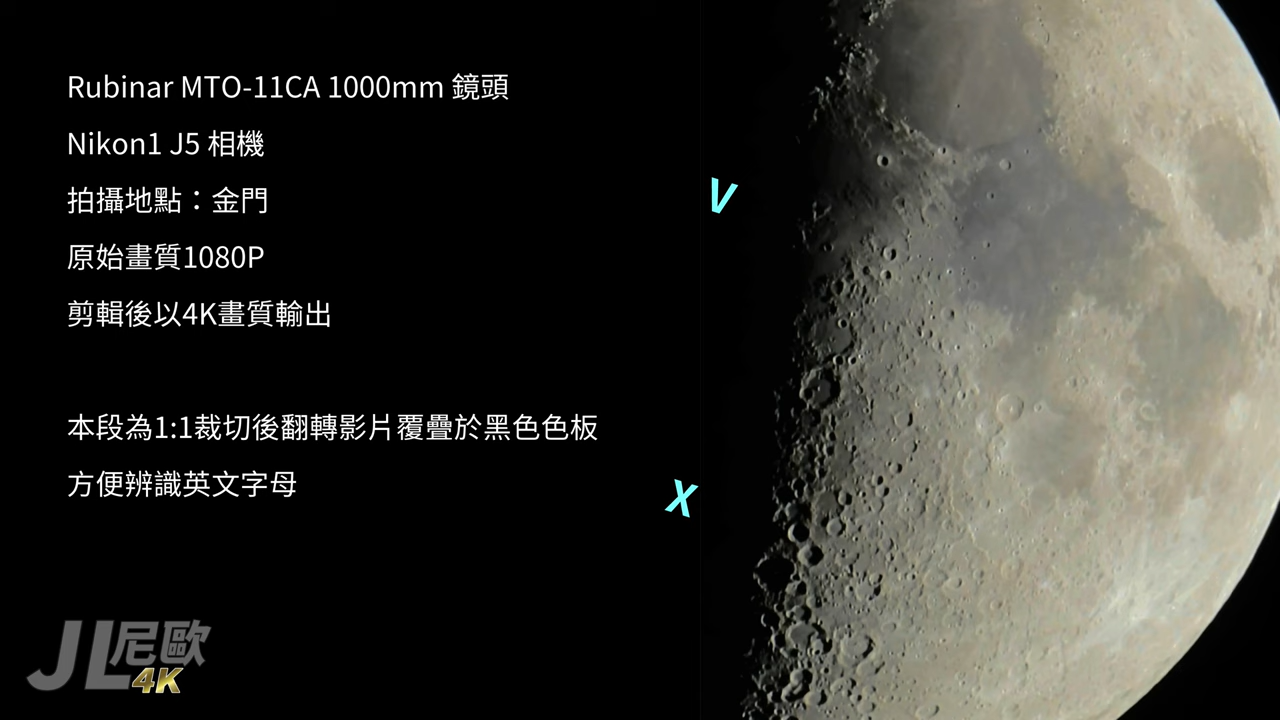 Rubinar MTO-11CA 1000mm 鏡頭
Nikon1 J5 相機
拍攝地點：金門
原始畫質1080P
剪輯後以4K畫質輸出
本段為1:1裁切後翻轉影片覆疊於黑色色板
方便辨識英文字母
V
X
JL尼歐
4K